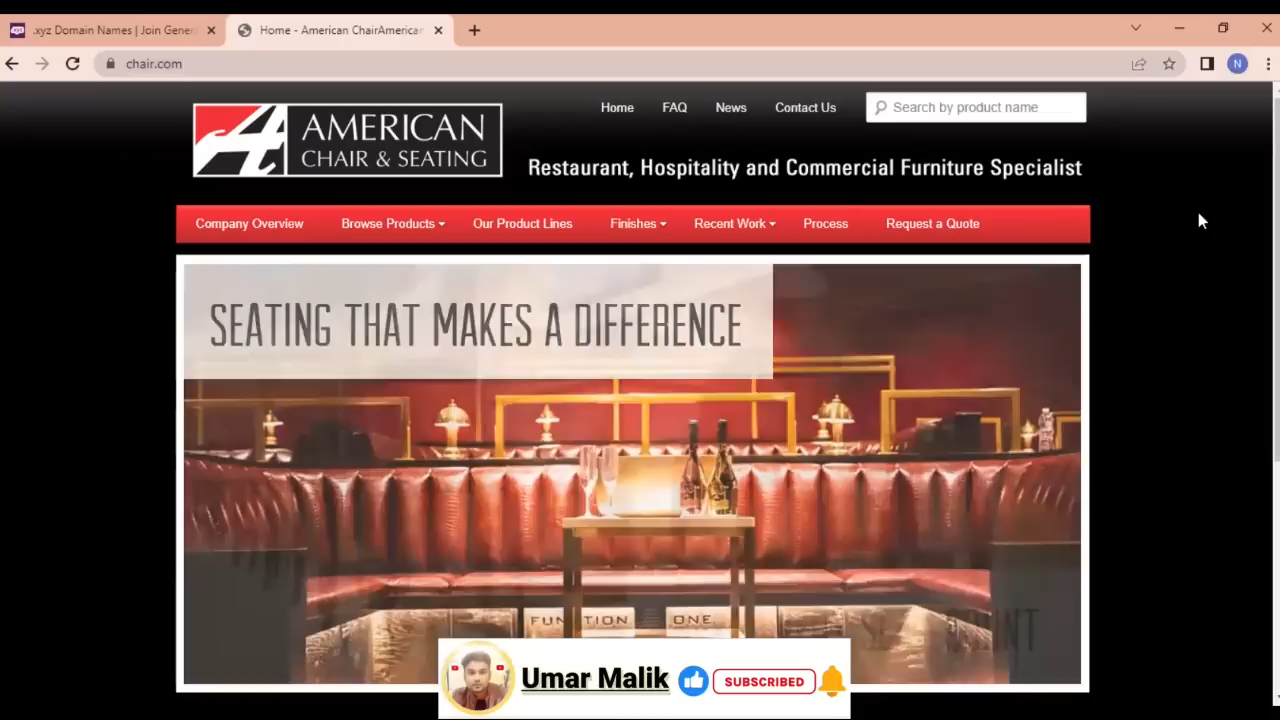 .xyz Domain Names | Join Gener
Home - American ChairAmerican
chair.com
N
AMERICAN
CHAIR & SEATING
Home
FAQ
News
Contact Us
Search by product name
Restaurant, Hospitality and Commercial Furniture Specialist
Company Overview
Browse Products
Our Product Lines
Finishes
Recent Work
Process
Request a Quote
SEATING THAT MAKES A DIFFERENCE
ONE
Umar Malik
SUBSCRIBED